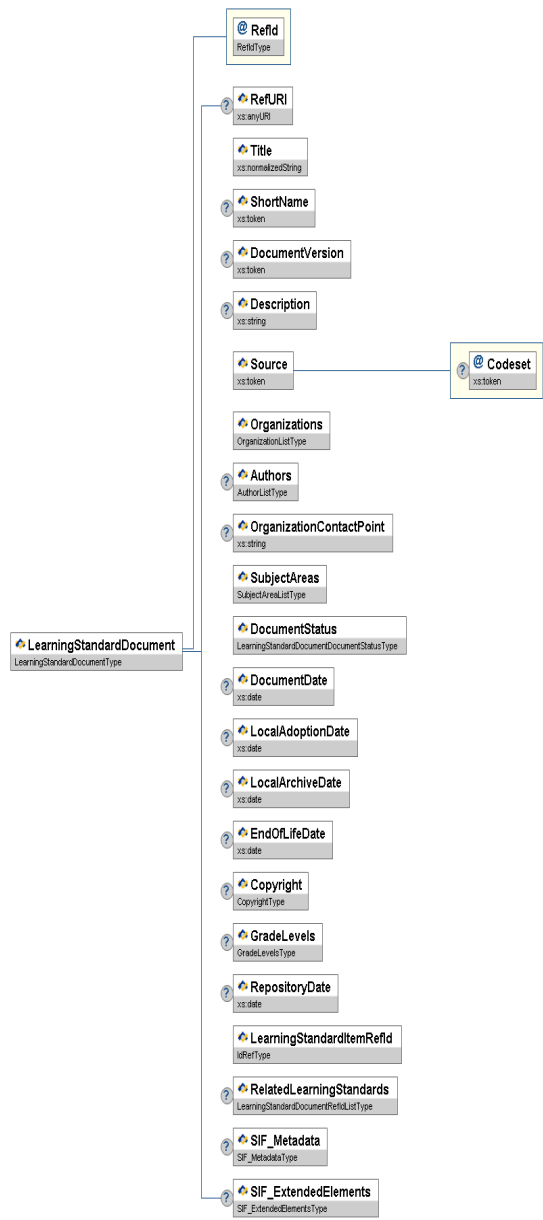 @ RefId
RefIdType
? RefURI
xs:anyURI
Title
xs:normalizedString
? ShortName
xs:token
? DocumentVersion
xs:token
? Description
xs:string
Source
xs:token
? @ Codeset
xs:token
Organizations
OrganizationListType
? Authors
AuthorListType
? OrganizationContactPoint
xs:string
SubjectAreas
SubjectAreaListType
DocumentStatus
LearningStandardDocumentDocumentStatusType
LearningStandardDocument
LearningStandardDocumentType
? DocumentDate
xs:date
? LocalAdoptionDate
xs:date
? LocalArchiveDate
xs:date
? EndOfLifeDate
xs:date
? Copyright
CopyrightType
? GradeLevels
GradeLevelsType
? RepositoryDate
xs:date
LearningStandardItemRefId
IdRefType
? RelatedLearningStandards
LearningStandardDocumentRefIdListType
? SIF_Metadata
SIF_MetadataType
? SIF_ExtendedElements
SIF_ExtendedElementsType